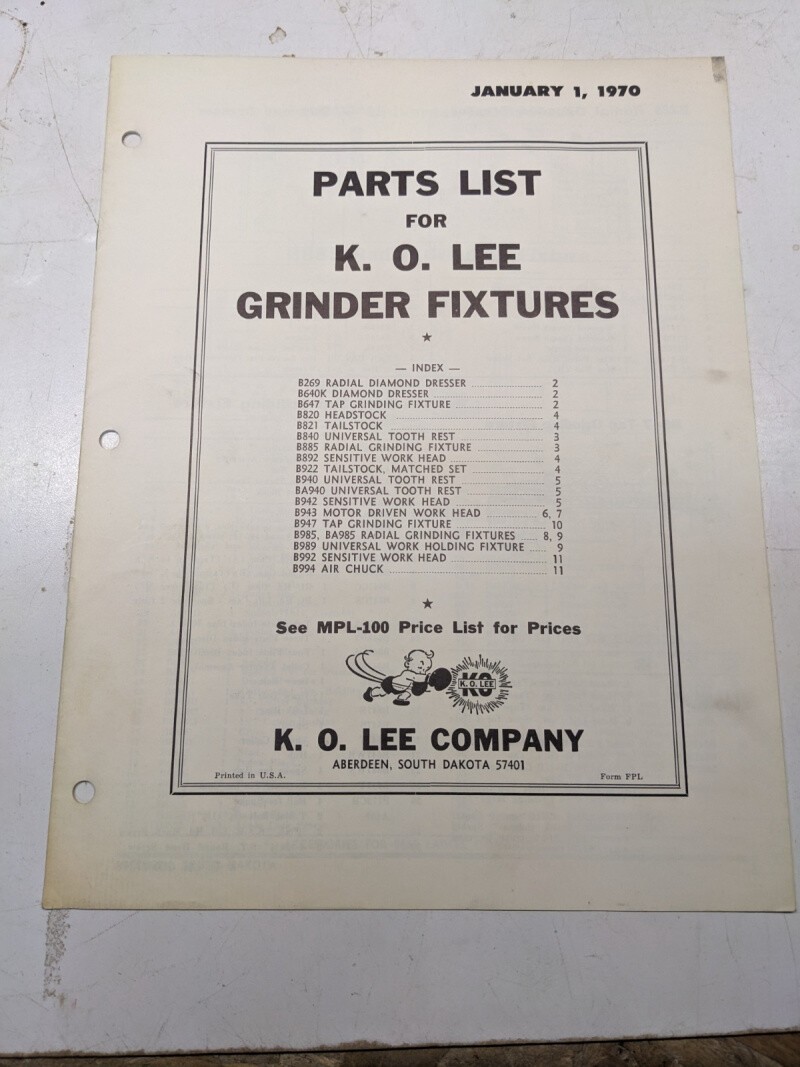 JANUARY 1, 1970
PARTS LIST
FOR
K. O. LEE
GRINDER FIXTURES
★
— INDEX —
B269 RADIAL DIAMOND DRESSER ........ 2
B640K DIAMOND DRESSER ........ 2
B647 TAP GRINDING FIXTURE ........ 2
B820 HEADSTOCK ........ 4
B821 TAILSTOCK ........ 4
B840 UNIVERSAL TOOTH REST ........ 3
B885 RADIAL GRINDING FIXTURE ........ 3
B892 SENSITIVE WORK HEAD ........ 4
B922 TAILSTOCK, MATCHED SET ........ 4
B940 UNIVERSAL TOOTH REST ........ 5
BA940 UNIVERSAL TOOTH REST ........ 5
B942 SENSITIVE WORK HEAD ........ 5
B943 MOTOR DRIVEN WORK HEAD ........ 6, 7
B947 TAP GRINDING FIXTURE ........ 10
B985, BA985 RADIAL GRINDING FIXTURES ..... 8, 9
B989 UNIVERSAL WORK HOLDING FIXTURE ..... 9
B992 SENSITIVE WORK HEAD ........ 11
B994 AIR CHUCK ........ 11
★
See MPL-100 Price List for Prices
KO
K. O. LEE
K. O. LEE COMPANY
ABERDEEN, SOUTH DAKOTA 57401
Printed in U.S.A. Form FPL